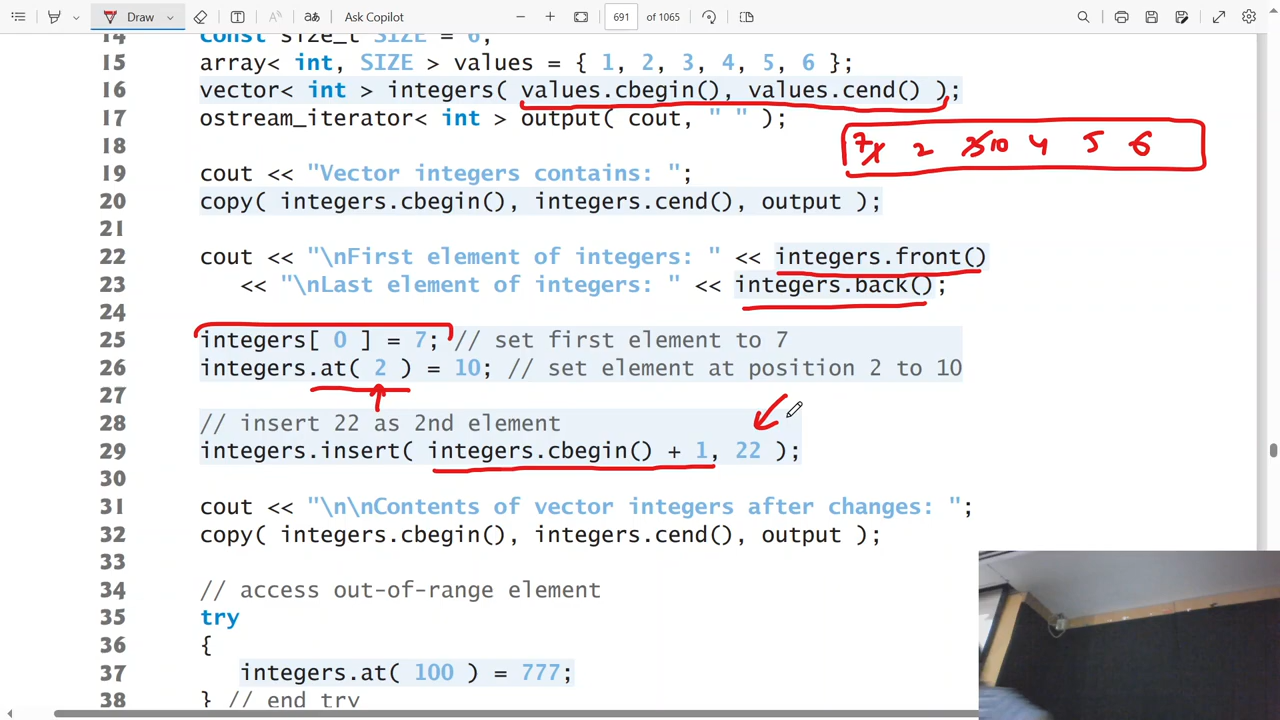 Draw
Ask Copilot
691 of 1065
14 const size_t SIZE = 6;
15 array< int, SIZE > values = { 1, 2, 3, 4, 5, 6 };
16 vector< int > integers( values.cbegin(), values.cend() );
17 ostream_iterator< int > output( cout, " " );
18
7 2 10 4 5 6
19 cout << "Vector integers contains: ";
20 copy( integers.cbegin(), integers.cend(), output );
21
22 cout << "\nFirst element of integers: " << integers.front()
23 << "\nLast element of integers: " << integers.back();
24
25 integers[ 0 ] = 7; // set first element to 7
26 integers.at( 2 ) = 10; // set element at position 2 to 10
27
28 // insert 22 as 2nd element
29 integers.insert( integers.cbegin() + 1, 22 );
30
31 cout << "\n\nContents of vector integers after changes: ";
32 copy( integers.cbegin(), integers.cend(), output );
33
34 // access out-of-range element
35 try
36 {
37 integers.at( 100 ) = 777;
38 } // end try